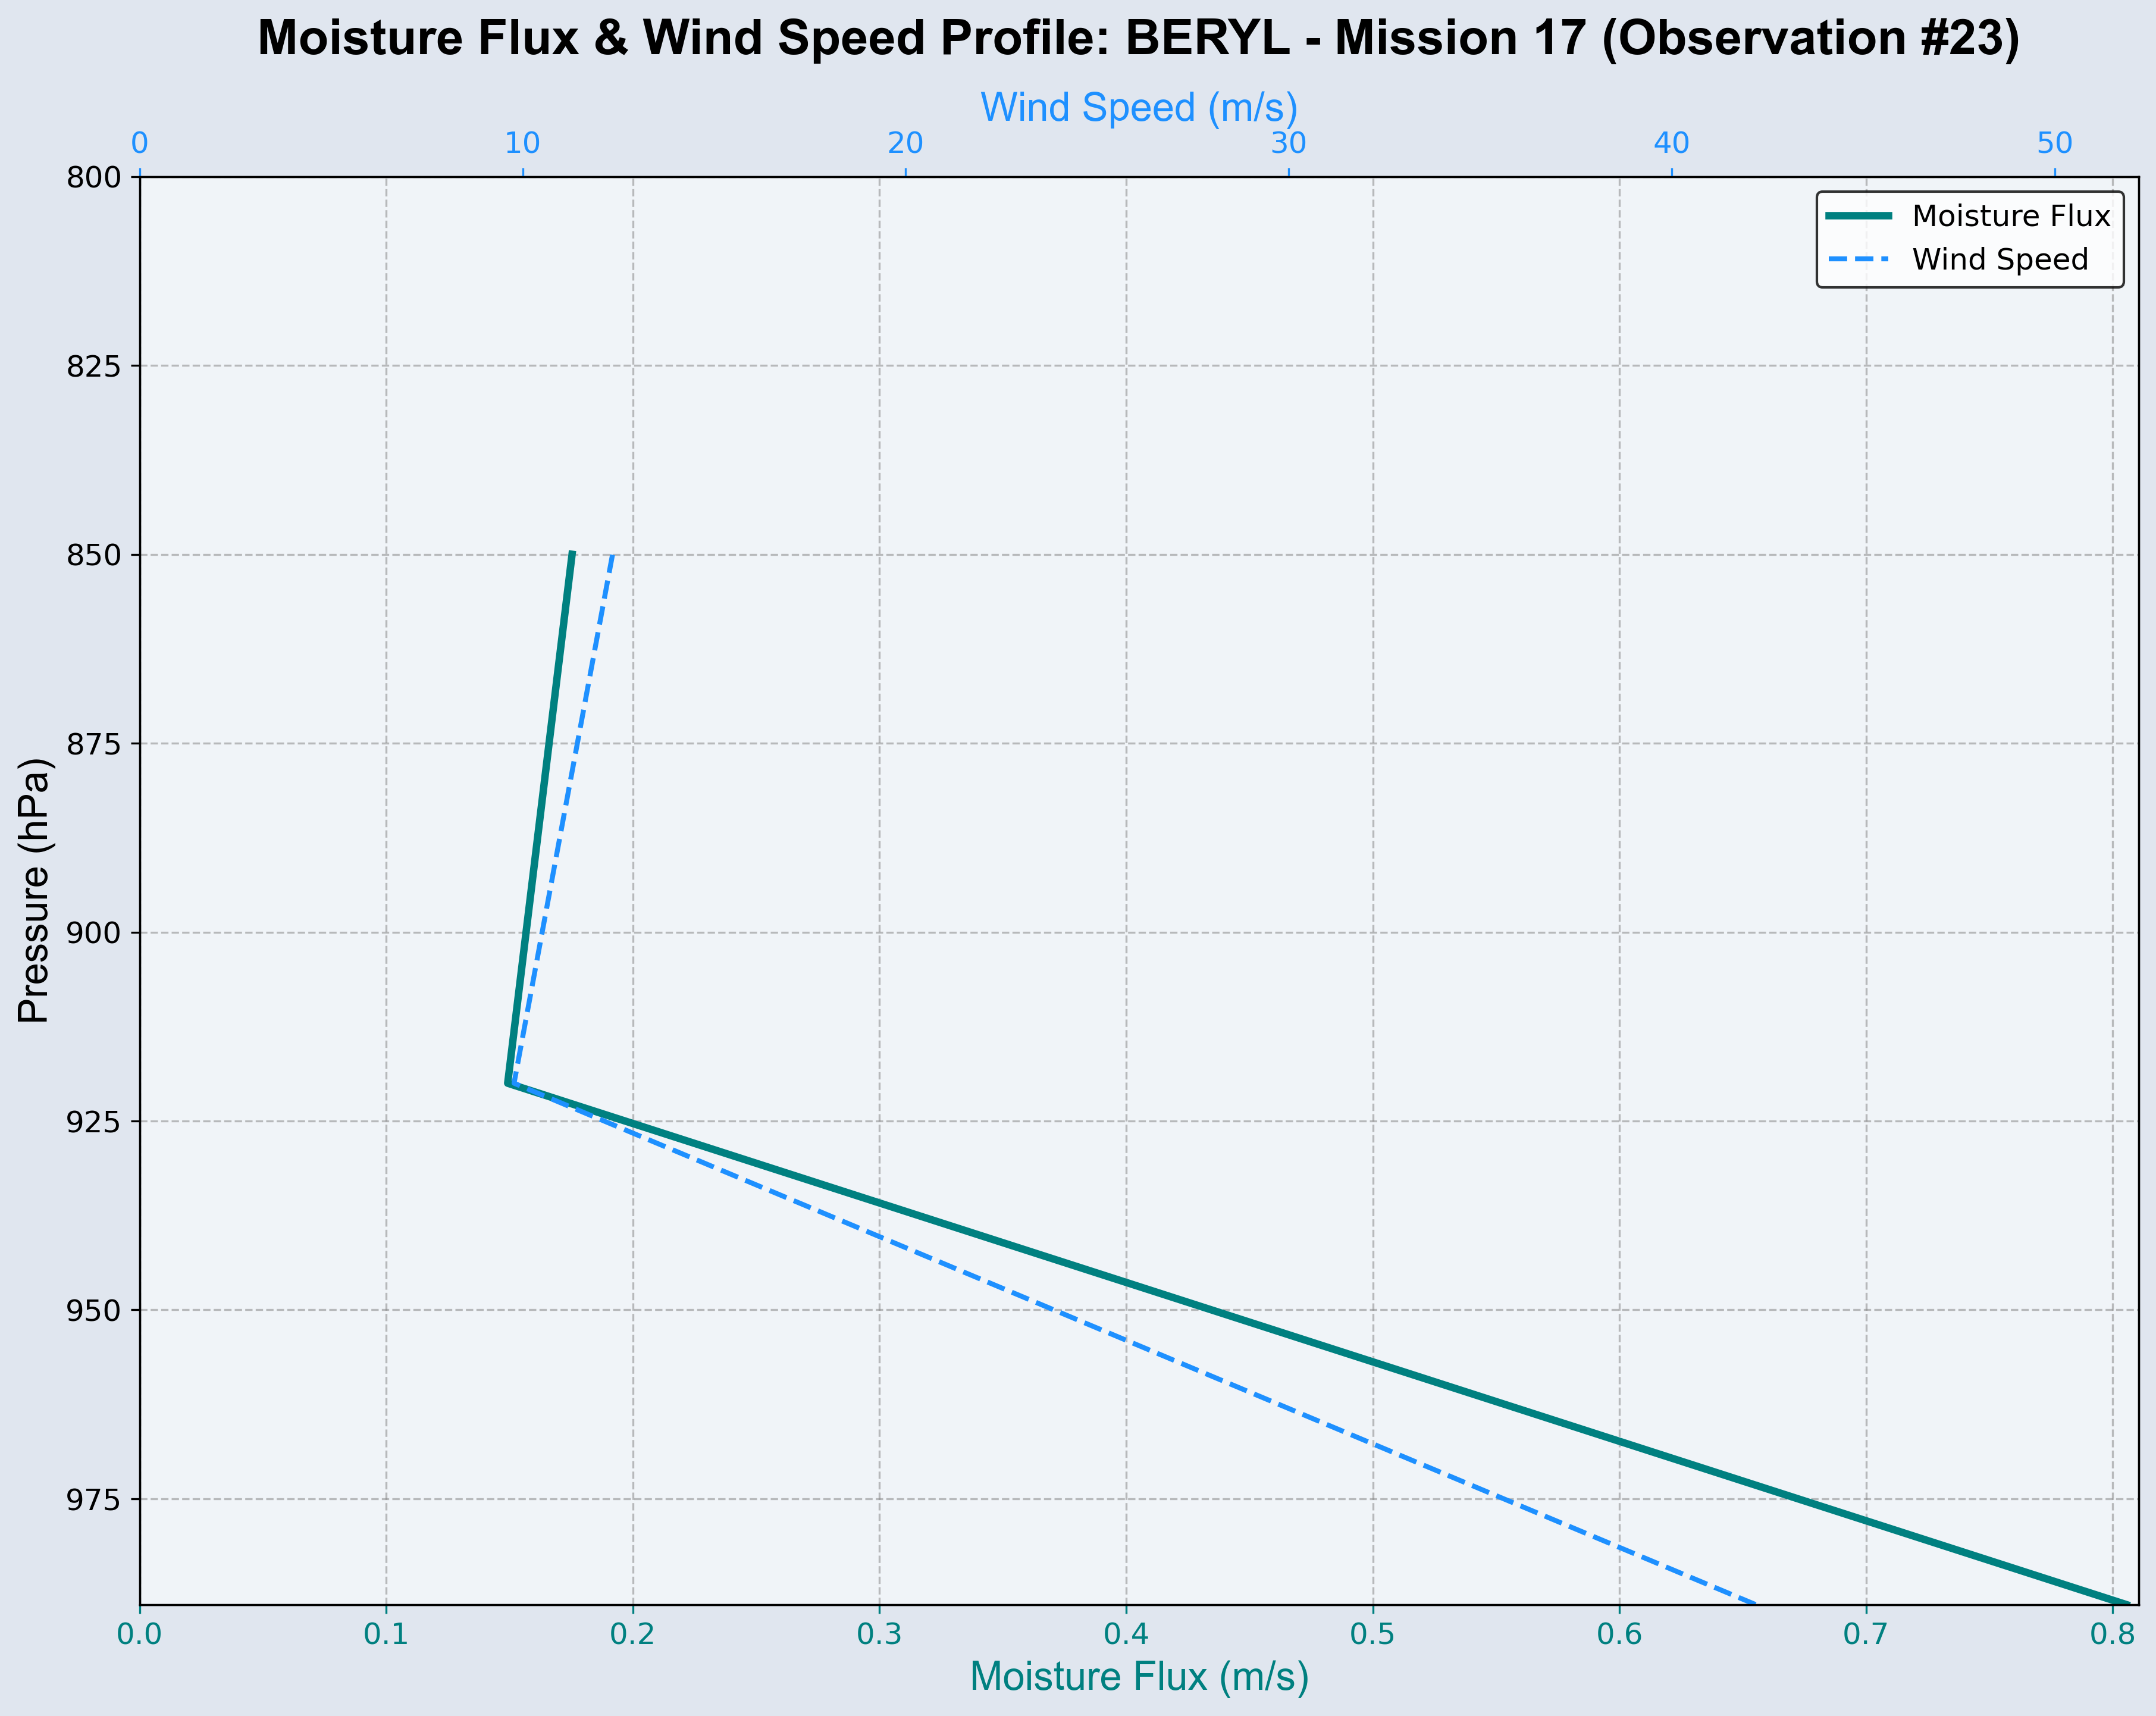 Moisture Flux & Wind Speed Profile: BERYL - Mission 17 (Observation #23)
Wind Speed (m/s)
0 10 20 30 40 50
Moisture Flux
Wind Speed
Pressure (hPa)
800
825
850
875
900
925
950
975
0.0 0.1 0.2 0.3 0.4 0.5 0.6 0.7 0.8
Moisture Flux (m/s)